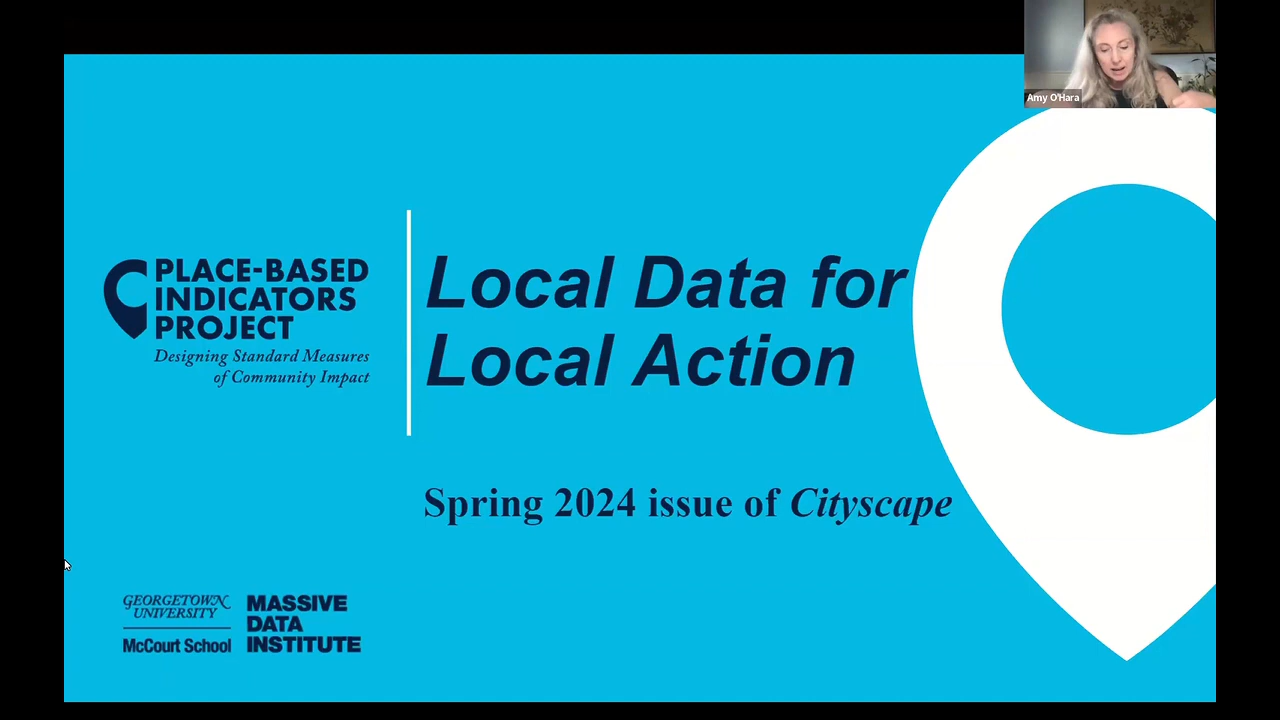 Amy O'Hara
PLACE-BASED
INDICATORS
PROJECT
Designing Standard Measures
of Community Impact
Local Data for
Local Action
Spring 2024 issue of Cityscape
GEORGETOWN
UNIVERSITY
McCourt School
MASSIVE
DATA
INSTITUTE